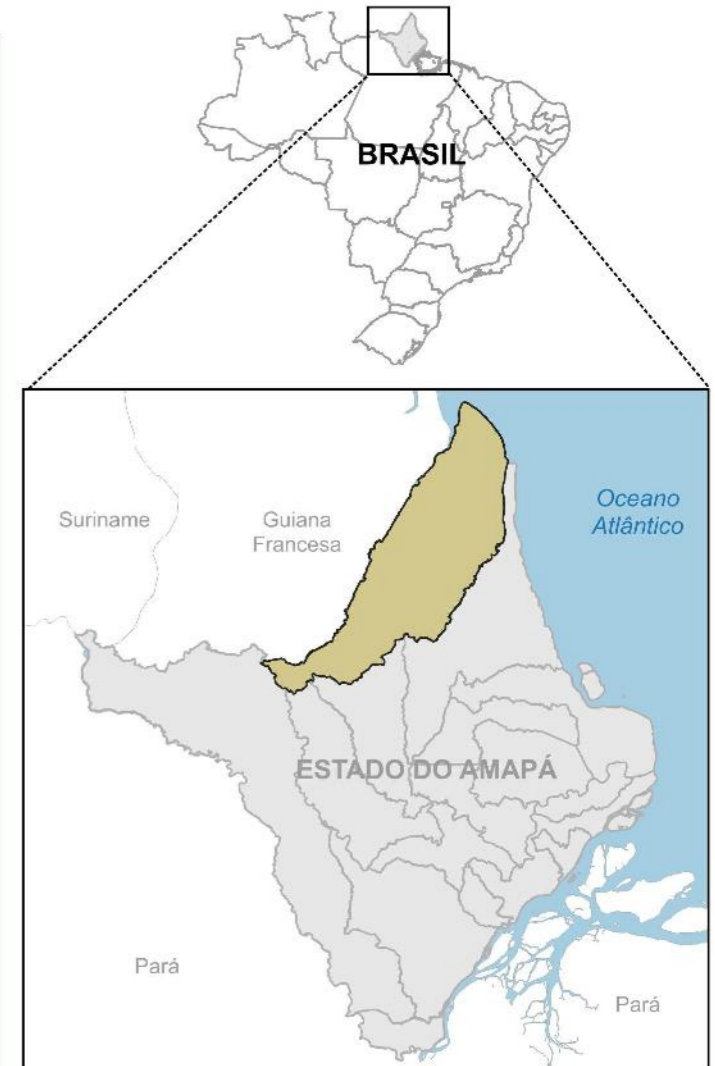 BRASIL
Suriname
Guiana
Francesa
Oceano
Atlântico
ESTADO DO AMAPÁ
Pará
Pará